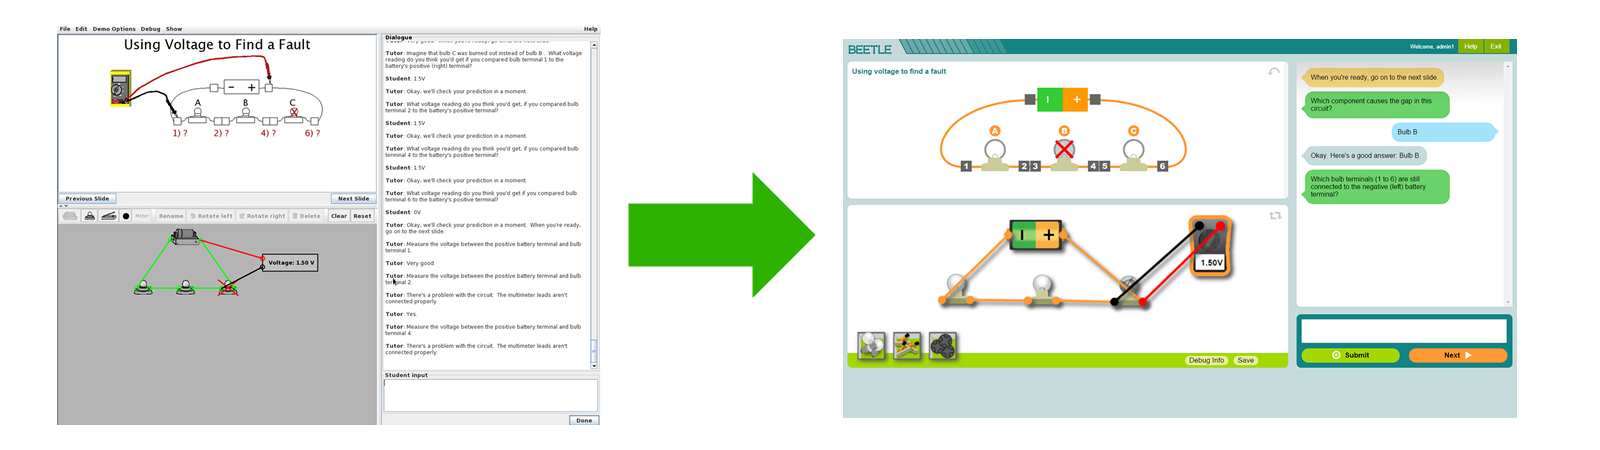 File Edit Demo Options Debug Show Help
Using Voltage to Find a Fault
− +
A B C
1) ? 2) ? 4) ? 6) ?
Previous Slide Next Slide
Rename Rotate left Rotate right Delete Clear Reset
Voltage: 1.50 V
Dialogue
Tutor: Imagine that bulb C was burned out instead of bulb B . What voltage
reading do you think you'd get if you compared bulb terminal 1 to the
battery's positive (right) terminal?
Student: 1.5V
Tutor: Okay, we'll check your prediction in a moment.
Tutor: What voltage reading do you think you'd get, if you compared bulb
terminal 2 to the battery's positive terminal?
Student: 1.5V
Tutor: Okay, we'll check your prediction in a moment.
Tutor: What voltage reading do you think you'd get, if you compared bulb
terminal 4 to the battery's positive terminal?
Student: 1.5V
Tutor: Okay, we'll check your prediction in a moment.
Tutor: What voltage reading do you think you'd get if you compared bulb
terminal 6 to the battery's positive terminal?
Student: 0V
Tutor: Okay, we'll check your prediction in a moment. When you're ready,
go on to the next slide.
Tutor: Measure the voltage between the positive battery terminal and bulb
terminal 1.
Tutor: Very good.
Tutor: Measure the voltage between the positive battery terminal and bulb
terminal 2.
Tutor: There's a problem with the circuit. The multimeter leads aren't
connected properly.
Tutor: Yes.
Tutor: Measure the voltage between the positive battery terminal and bulb
terminal 4.
Tutor: There's a problem with the circuit. The multimeter leads aren't
connected properly.
Student input
Done
BEETLE
Welcome, admin1 Help Exit
Using voltage to find a fault
A B C
1 2 3 4 5 6
1.50V
Debug Info Save
When you're ready, go on to the next slide.
Which component causes the gap in this
circuit?
Bulb B
Okay. Here's a good answer: Bulb B.
Which bulb terminals (1 to 6) are still
connected to the negative (left) battery
terminal?
Submit Next